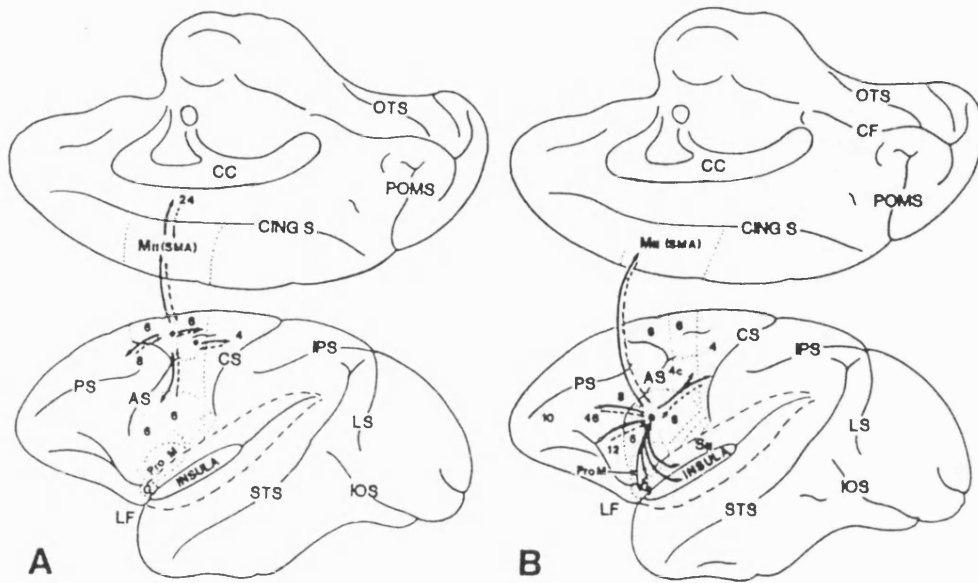 OTS
CC
POMS
24
CING S
MII (SMA)
6
6
4
8
CS
IPS
PS
AS
6
6
LS
Pro M
INSULA
G
STS
IOS
LF
A
OTS
CF
CC
POMS
CING S
MII (SMA)
6
6
4
CS
IPS
AS
4c
PS
8
10
46
6
6
LS
12
SII
INSULA
ProM
G
IOS
STS
LF
B